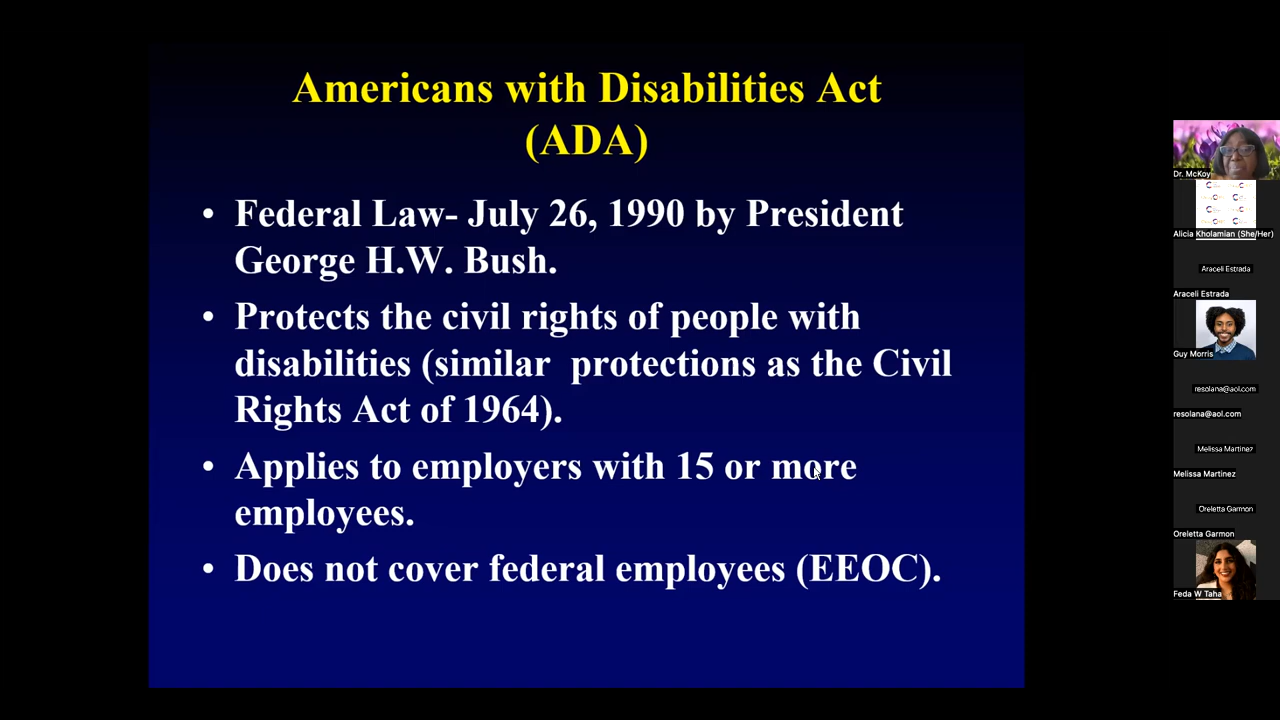 Americans with Disabilities Act
(ADA)
• Federal Law- July 26, 1990 by President
George H.W. Bush.
• Protects the civil rights of people with
disabilities (similar  protections as the Civil
Rights Act of 1964).
• Applies to employers with 15 or more
employees.
• Does not cover federal employees (EEOC).
Dr. McKoy
Alicia Kholamian (She/Her)
Araceli Estrada
Araceli Estrada
Guy Morris
resolana@aol.com
resolana@aol.com
Melissa Martinez
Melissa Martinez
Oreletta Garmon
Oreletta Garmon
Feda W Taha